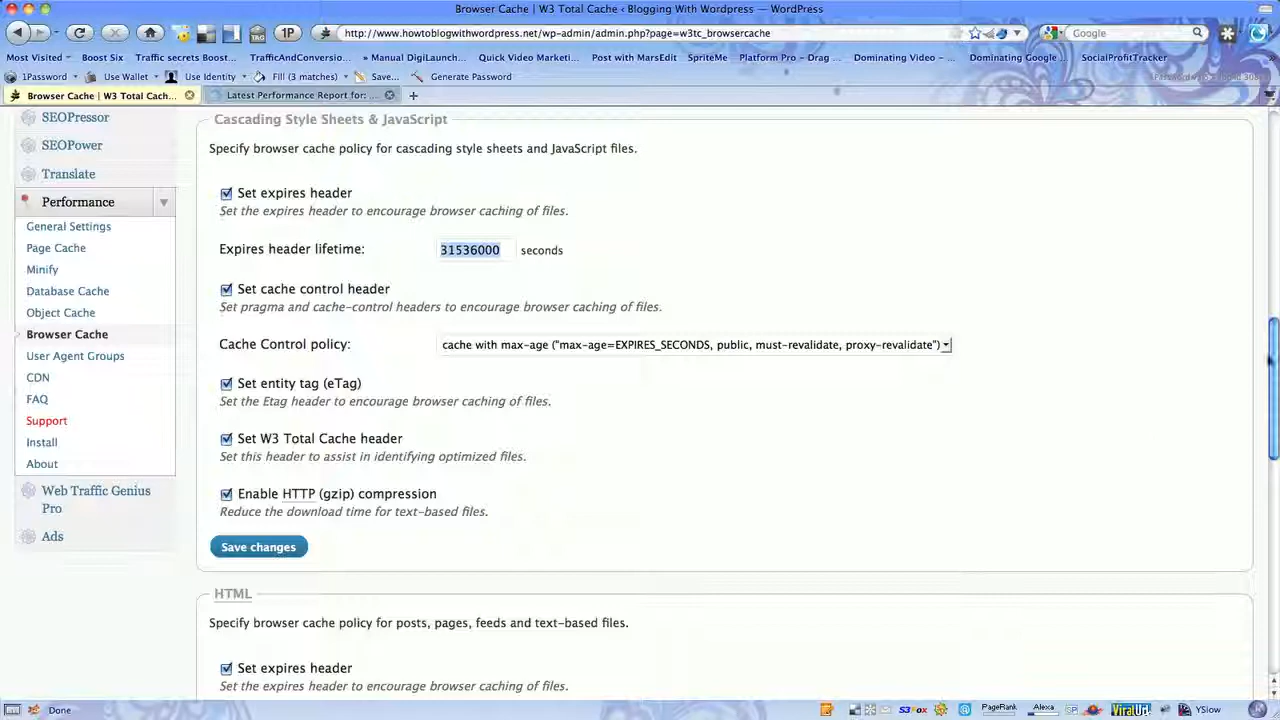 Browser Cache | W3 Total Cache ‹ Blogging With Wordpress — WordPress
TAG
1P
http://www.howtoblogwithwordpress.net/wp-admin/admin.php?page=w3tc_browsercache
Google
Most Visited
Boost Six
Traffic secrets Boost...
TrafficAndConversion...
» Manual DigiLaunch...
Quick Video Marketi...
Post with MarsEdit
SpriteMe
Platform Pro – Drag ...
Dominating Video – ...
Dominating Google ...
SocialProfitTracker
1Password
Use Wallet
Use Identity
Fill (3 matches)
Save...
Generate Password
Browser Cache | W3 Total Cach...
Latest Performance Report for: ...
SEOPressor
SEOPower
Translate
Performance
General Settings
Page Cache
Minify
Database Cache
Object Cache
Browser Cache
User Agent Groups
CDN
FAQ
Support
Install
About
Web Traffic Genius
Pro
Ads
Cascading Style Sheets & JavaScript
Specify browser cache policy for cascading style sheets and JavaScript files.
Set expires header
Set the expires header to encourage browser caching of files.
Expires header lifetime: 31536000 seconds
Set cache control header
Set pragma and cache-control headers to encourage browser caching of files.
Cache Control policy: cache with max-age ("max-age=EXPIRES_SECONDS, public, must-revalidate, proxy-revalidate")
Set entity tag (eTag)
Set the Etag header to encourage browser caching of files.
Set W3 Total Cache header
Set this header to assist in identifying optimized files.
Enable HTTP (gzip) compression
Reduce the download time for text-based files.
Save changes
HTML
Specify browser cache policy for posts, pages, feeds and text-based files.
Set expires header
Set the expires header to encourage browser caching of files.
Done
S3Fox
PageRank
Alexa
SP
YSlow